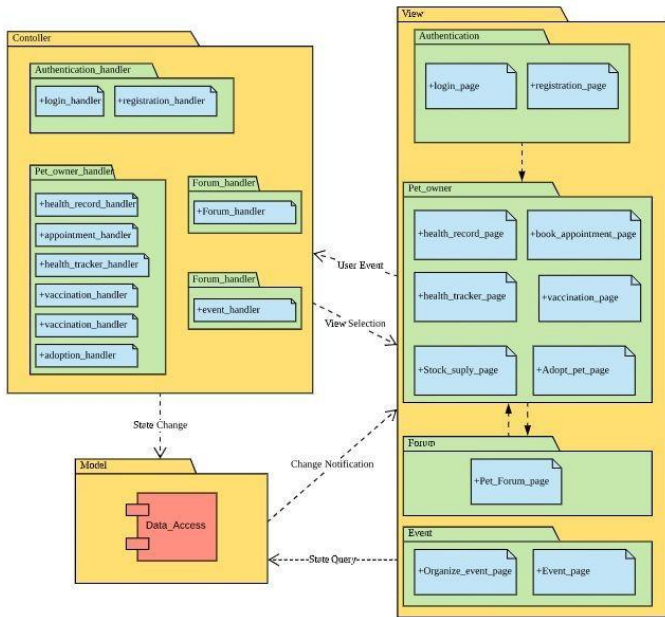 Contoller
Authentication_handler
+login_handler
+registration_handler
Pet_owner_handler
+health_record_handler
+appointment_handler
+health_tracker_handler
+vaccination_handler
+vaccination_handler
+adoption_handler
Forum_handler
+Forum_handler
Forum_handler
+event_handler
User Event
View Selection
State Change
Change Notification
State Query
Model
Data_Access
View
Authentication
+login_page
+registration_page
Pet_owner
+health_record_page
+book_appointment_page
+health_tracker_page
+vaccination_page
+Stock_suply_page
+Adopt_pet_page
Forum
+Pet_Forum_page
Event
+Organize_event_page
+Event_page